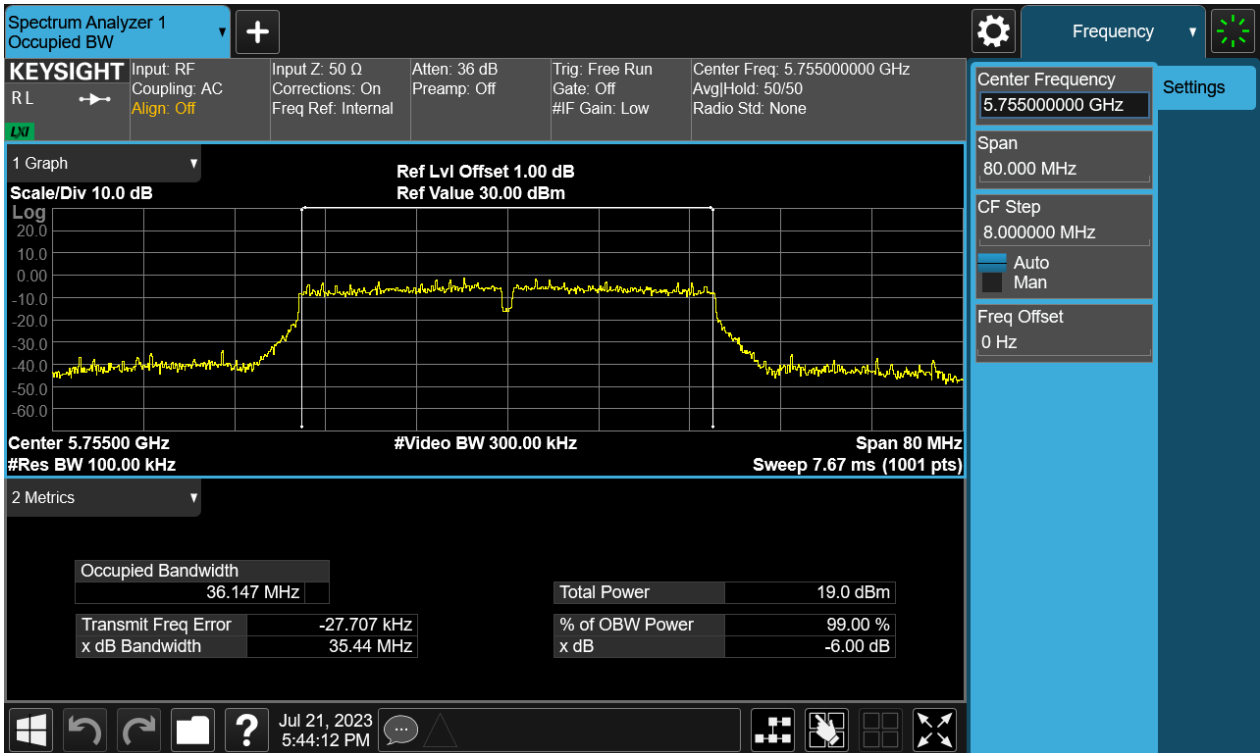 Spectrum Analyzer 1
Occupied BW
Frequency
KEYSIGHT
RL
LXI
Input: RF
Coupling: AC
Align: Off
Input Z: 50 Ω
Corrections: On
Freq Ref: Internal
Atten: 36 dB
Preamp: Off
Trig: Free Run
Gate: Off
#IF Gain: Low
Center Freq: 5.755000000 GHz
Avg|Hold: 50/50
Radio Std: None
Center Frequency
5.755000000 GHz
Settings
Span
80.000 MHz
CF Step
8.000000 MHz
Auto
Man
Freq Offset
0 Hz
1 Graph
Scale/Div 10.0 dB
Ref Lvl Offset 1.00 dB
Ref Value 30.00 dBm
Log
20.0
10.0
0.00
-10.0
-20.0
-30.0
-40.0
-50.0
-60.0
Center 5.75500 GHz
#Video BW 300.00 kHz
Span 80 MHz
#Res BW 100.00 kHz
Sweep 7.67 ms (1001 pts)
2 Metrics
Occupied Bandwidth
36.147 MHz
Total Power 19.0 dBm
Transmit Freq Error -27.707 kHz
% of OBW Power 99.00 %
x dB Bandwidth 35.44 MHz
x dB -6.00 dB
Jul 21, 2023
5:44:12 PM